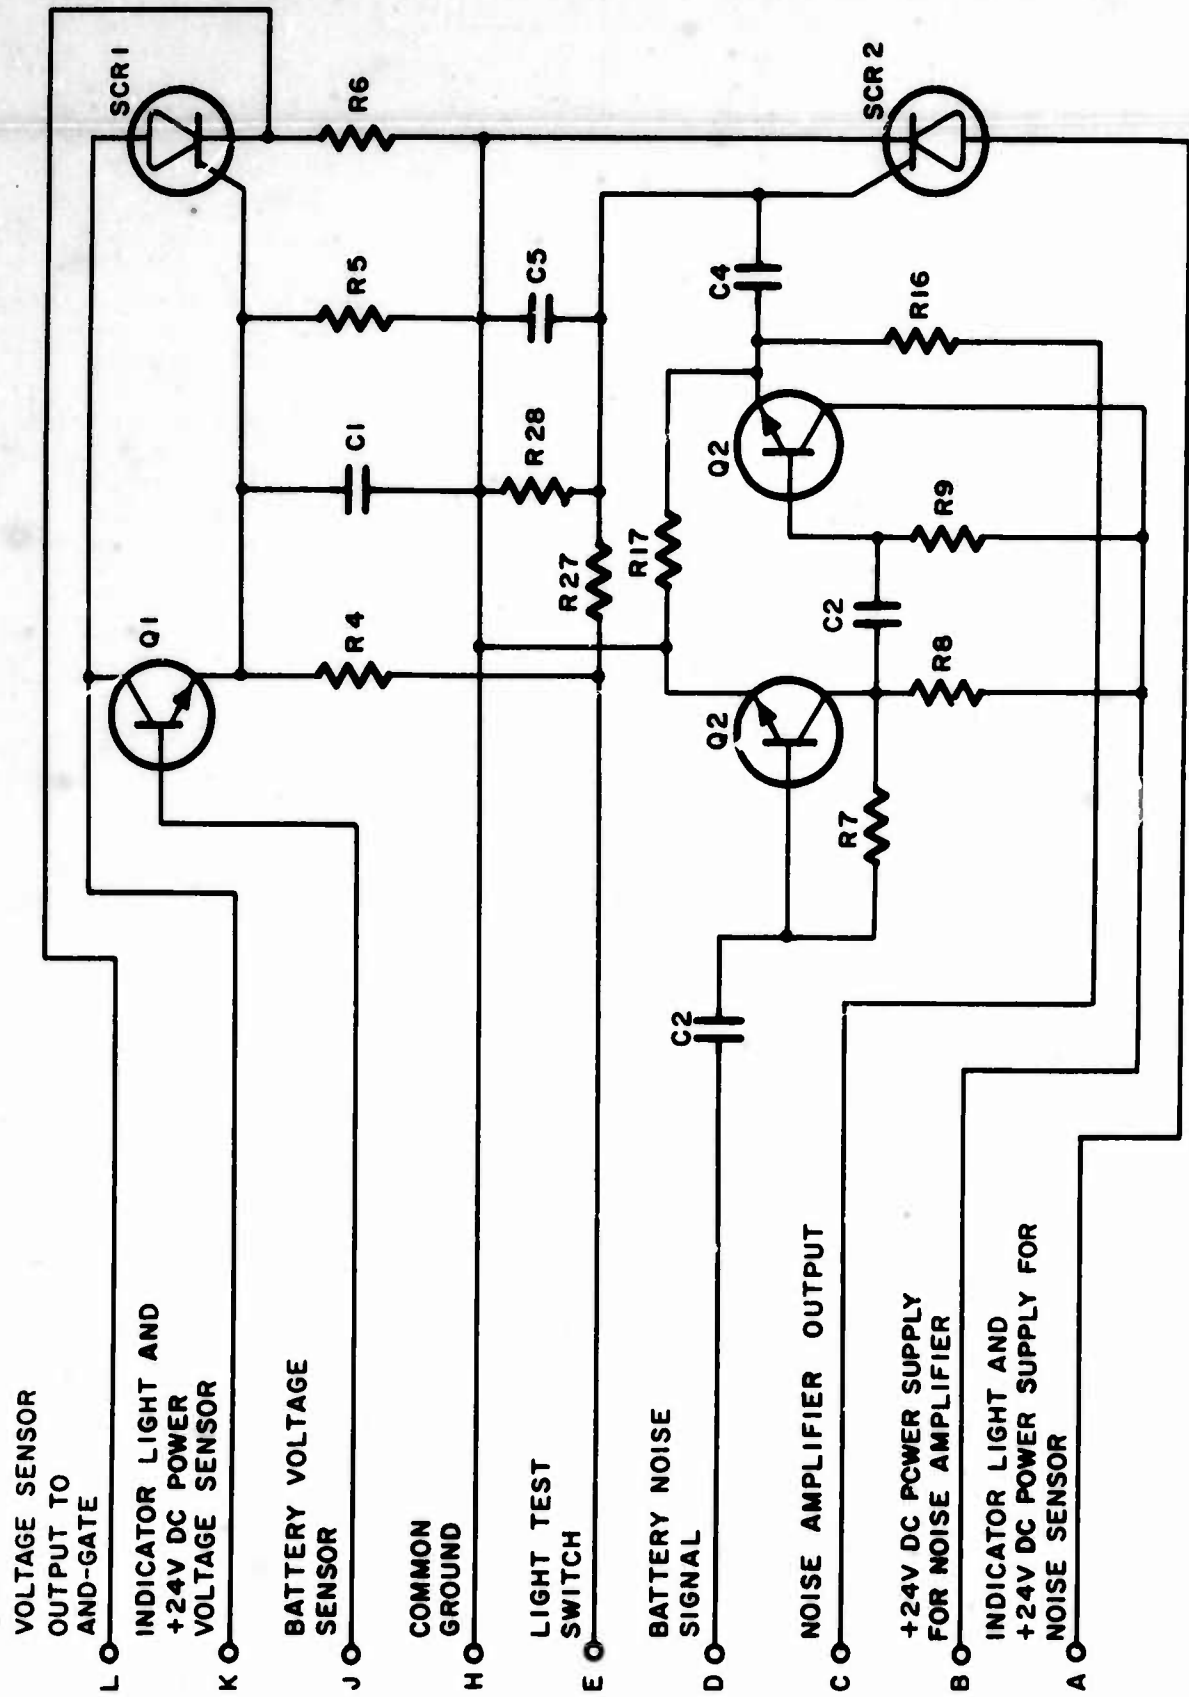 L
VOLTAGE SENSOR
OUTPUT TO
AND-GATE
K
INDICATOR LIGHT AND
+24V DC POWER
VOLTAGE SENSOR
J
BATTERY VOLTAGE
SENSOR
H
COMMON
GROUND
E
LIGHT TEST
SWITCH
D
BATTERY NOISE
SIGNAL
C
NOISE AMPLIFIER OUTPUT
B
+24V DC POWER SUPPLY
FOR NOISE AMPLIFIER
A
INDICATOR LIGHT AND
+24V DC POWER SUPPLY FOR
NOISE SENSOR
SCR 1
Q1
R4
C1
R5
R6
R27
R28
C5
C2
Q2
R17
Q2
C4
SCR 2
R7
R8
C2
R9
R16